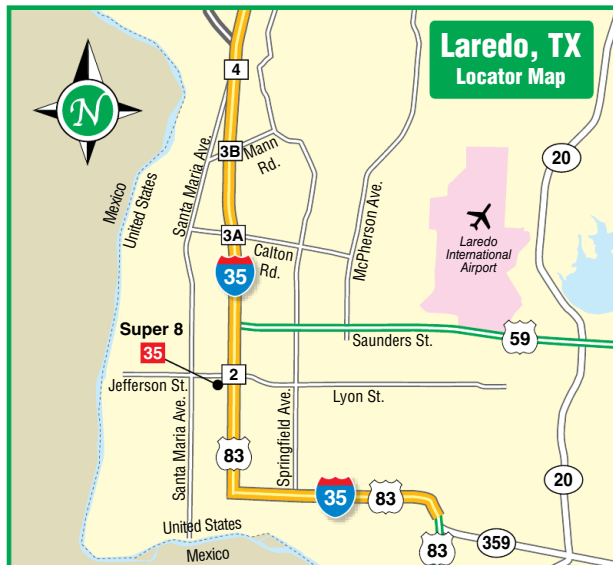 Laredo, TX
Locator Map
N
4
Santa Maria Ave.
3B
Mann
Rd.
20
Mexico
United States
McPherson Ave.
3A
Calton
Rd.
Laredo
International
Airport
35
Super 8
35
Saunders St.
59
2
Jefferson St.
Lyon St.
Santa Maria Ave.
Springfield Ave.
83
35
83
20
United States
Mexico
83
359